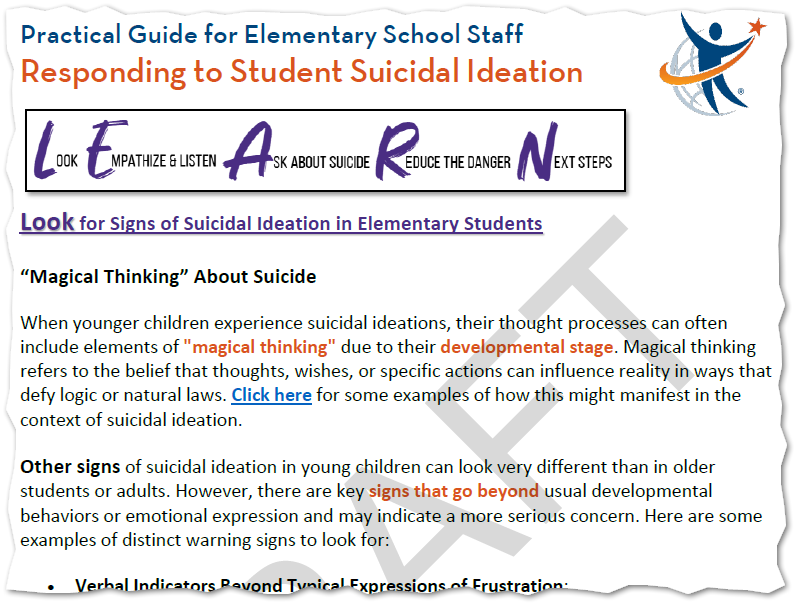 Practical Guide for Elementary School Staff
Responding to Student Suicidal Ideation
®
LOOK EMPATHIZE & LISTEN ASK ABOUT SUICIDE REDUCE THE DANGER NEXT STEPS
Look for Signs of Suicidal Ideation in Elementary Students
“Magical Thinking” About Suicide
When younger children experience suicidal ideations, their thought processes can often
include elements of "magical thinking" due to their developmental stage. Magical thinking
refers to the belief that thoughts, wishes, or specific actions can influence reality in ways that
defy logic or natural laws. Click here for some examples of how this might manifest in the
context of suicidal ideation.
Other signs of suicidal ideation in young children can look very different than in older
students or adults. However, there are key signs that go beyond usual developmental
behaviors or emotional expression and may indicate a more serious concern. Here are some
examples of distinct warning signs to look for:
• Verbal Indicators Beyond Typical Expressions of Frustration:
DRAFT